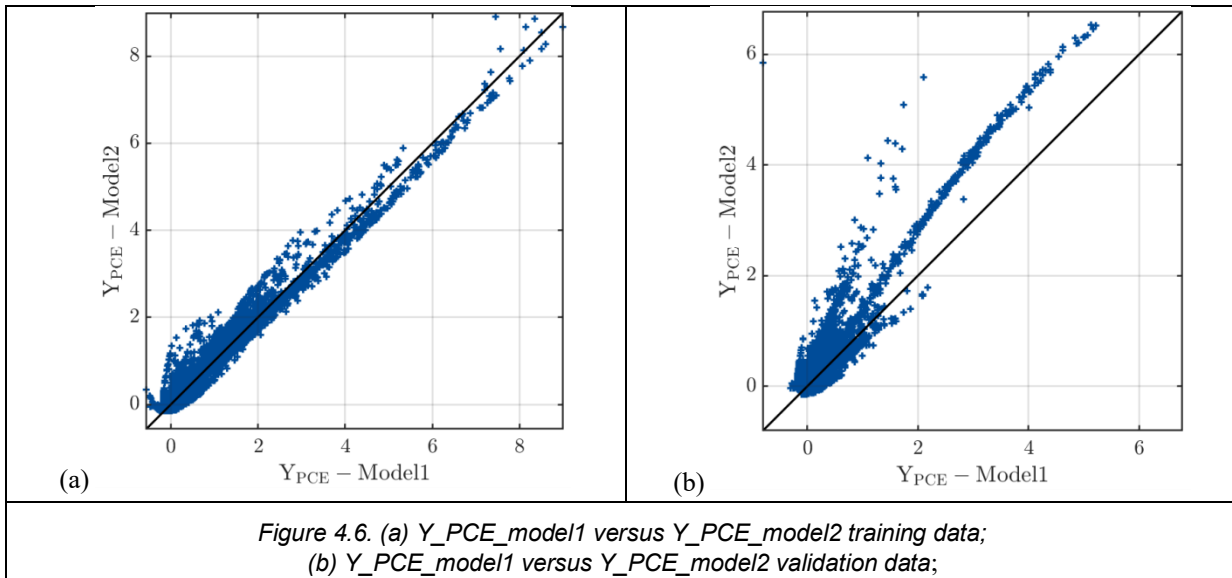 8
6
4
2
0
Y_PCE − Model2
0 2 4 6 8
(a)
Y_PCE − Model1
6
4
2
0
Y_PCE − Model2
0 2 4 6
(b)
Y_PCE − Model1
Figure 4.6. (a) Y_PCE_model1 versus Y_PCE_model2 training data;
(b) Y_PCE_model1 versus Y_PCE_model2 validation data;